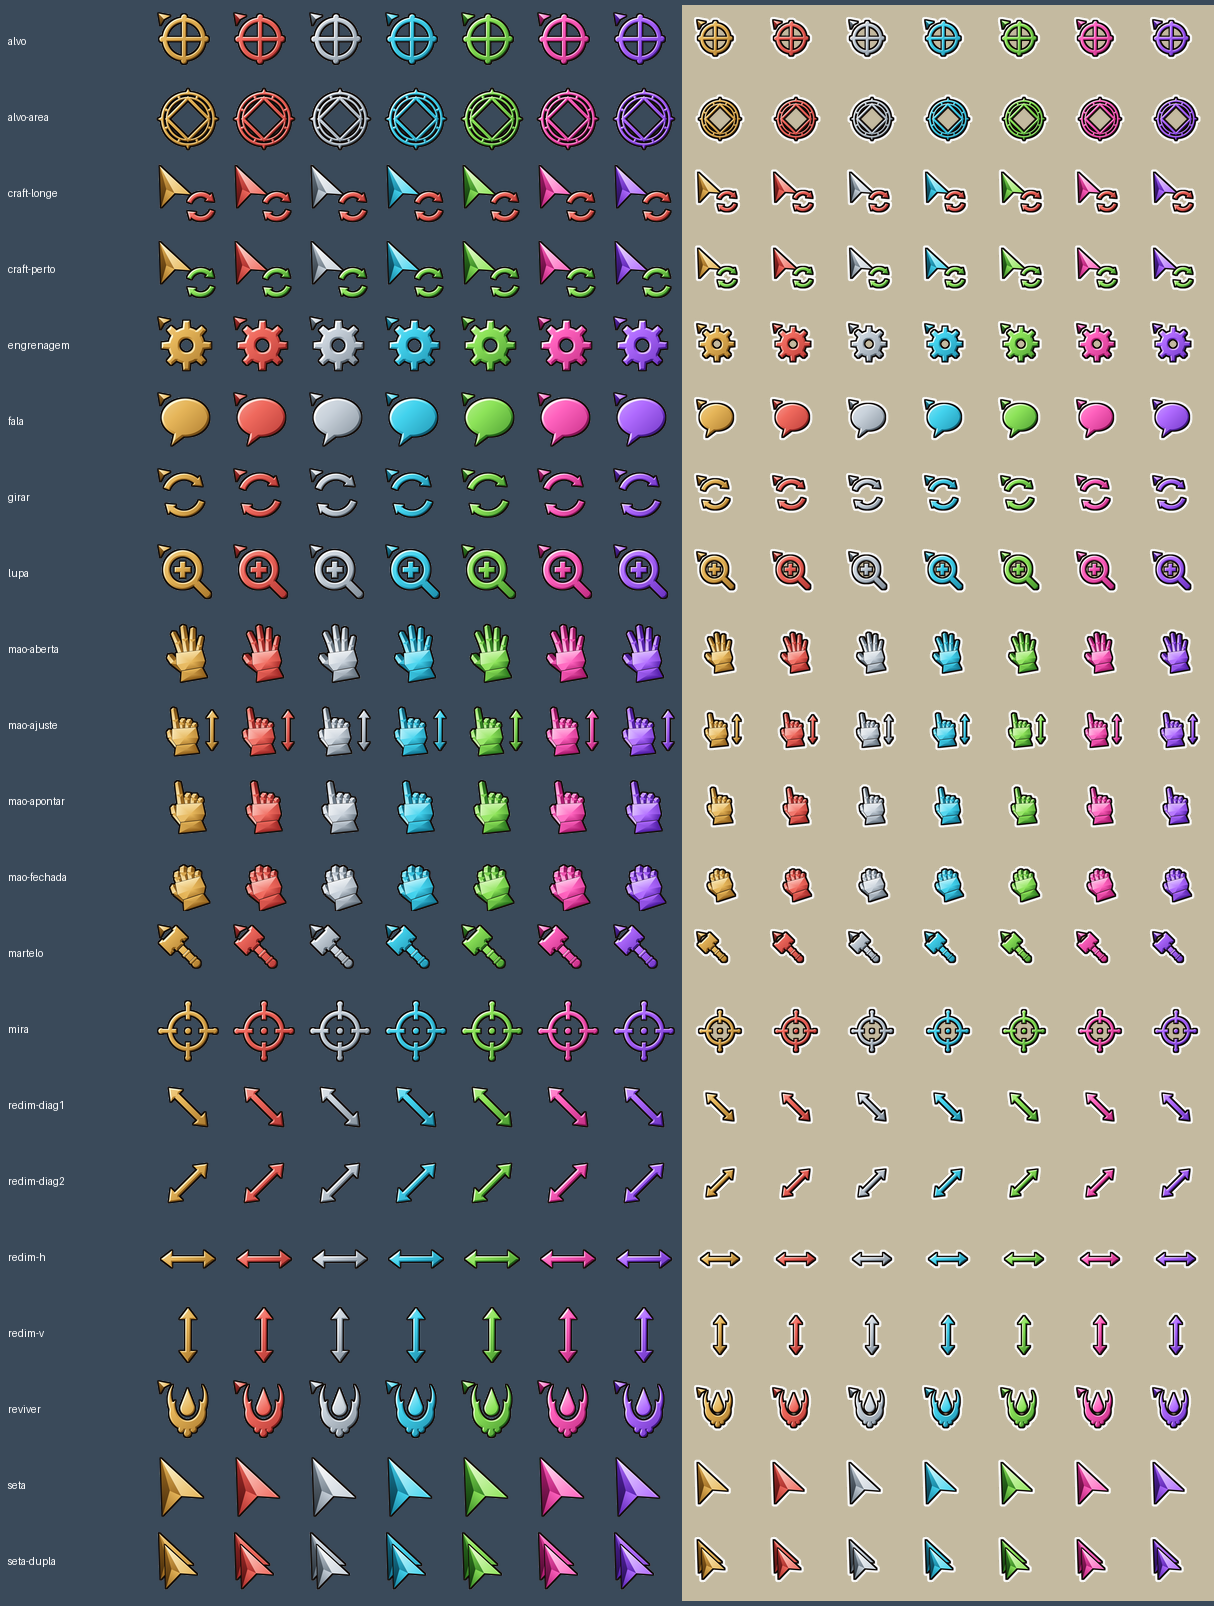 alvo
alvo-area
craft-longe
craft-perto
engrenagem
fala
girar
lupa
mao-aberta
mao-ajuste
mao-apontar
mao-fechada
martelo
mira
redim-diag1
redim-diag2
redim-h
redim-v
reviver
seta
seta-dupla